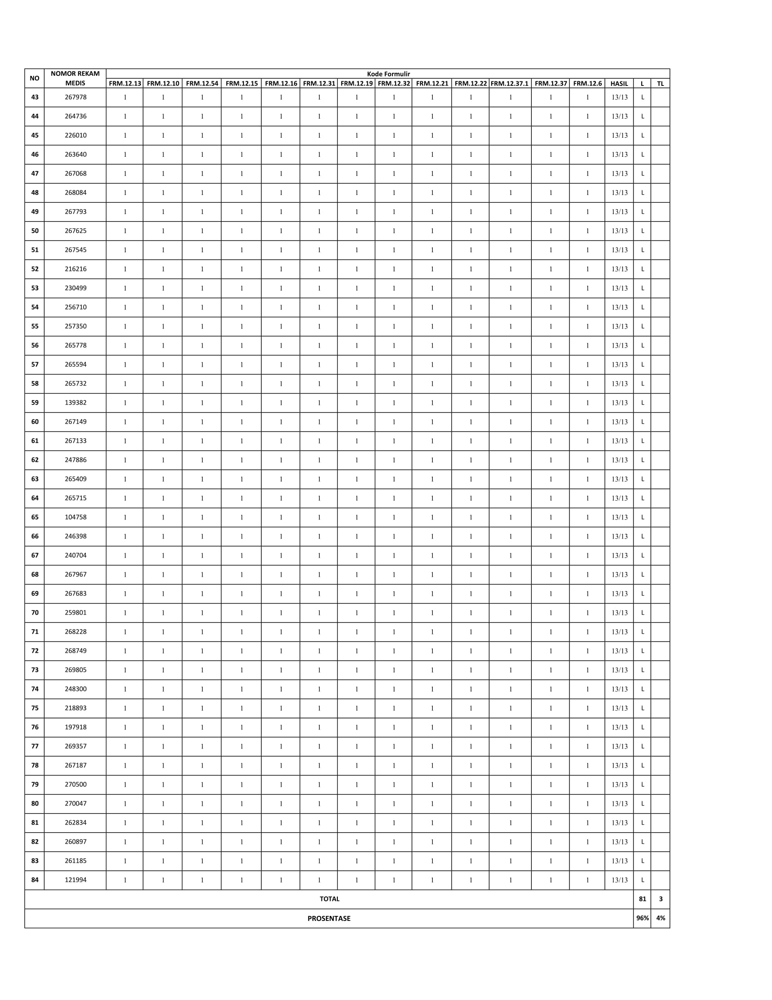 NO NOMOR REKAM MEDIS Kode Formulir
FRM.12.13 FRM.12.10 FRM.12.54 FRM.12.15 FRM.12.16 FRM.12.31 FRM.12.19 FRM.12.32 FRM.12.21 FRM.12.22 FRM.12.37.1 FRM.12.37 FRM.12.6 HASIL L TL
43 267978 1 1 1 1 1 1 1 1 1 1 1 1 1 13/13 L
44 264736 1 1 1 1 1 1 1 1 1 1 1 1 1 13/13 L
45 226010 1 1 1 1 1 1 1 1 1 1 1 1 1 13/13 L
46 263640 1 1 1 1 1 1 1 1 1 1 1 1 1 13/13 L
47 267068 1 1 1 1 1 1 1 1 1 1 1 1 1 13/13 L
48 268084 1 1 1 1 1 1 1 1 1 1 1 1 1 13/13 L
49 267793 1 1 1 1 1 1 1 1 1 1 1 1 1 13/13 L
50 267625 1 1 1 1 1 1 1 1 1 1 1 1 1 13/13 L
51 267545 1 1 1 1 1 1 1 1 1 1 1 1 1 13/13 L
52 216216 1 1 1 1 1 1 1 1 1 1 1 1 1 13/13 L
53 230499 1 1 1 1 1 1 1 1 1 1 1 1 1 13/13 L
54 256710 1 1 1 1 1 1 1 1 1 1 1 1 1 13/13 L
55 257350 1 1 1 1 1 1 1 1 1 1 1 1 1 13/13 L
56 265778 1 1 1 1 1 1 1 1 1 1 1 1 1 13/13 L
57 265594 1 1 1 1 1 1 1 1 1 1 1 1 1 13/13 L
58 265732 1 1 1 1 1 1 1 1 1 1 1 1 1 13/13 L
59 139382 1 1 1 1 1 1 1 1 1 1 1 1 1 13/13 L
60 267149 1 1 1 1 1 1 1 1 1 1 1 1 1 13/13 L
61 267133 1 1 1 1 1 1 1 1 1 1 1 1 1 13/13 L
62 247886 1 1 1 1 1 1 1 1 1 1 1 1 1 13/13 L
63 265409 1 1 1 1 1 1 1 1 1 1 1 1 1 13/13 L
64 265715 1 1 1 1 1 1 1 1 1 1 1 1 1 13/13 L
65 104758 1 1 1 1 1 1 1 1 1 1 1 1 1 13/13 L
66 246398 1 1 1 1 1 1 1 1 1 1 1 1 1 13/13 L
67 240704 1 1 1 1 1 1 1 1 1 1 1 1 1 13/13 L
68 267967 1 1 1 1 1 1 1 1 1 1 1 1 1 13/13 L
69 267683 1 1 1 1 1 1 1 1 1 1 1 1 1 13/13 L
70 259801 1 1 1 1 1 1 1 1 1 1 1 1 1 13/13 L
71 268228 1 1 1 1 1 1 1 1 1 1 1 1 1 13/13 L
72 268749 1 1 1 1 1 1 1 1 1 1 1 1 1 13/13 L
73 269805 1 1 1 1 1 1 1 1 1 1 1 1 1 13/13 L
74 248300 1 1 1 1 1 1 1 1 1 1 1 1 1 13/13 L
75 218893 1 1 1 1 1 1 1 1 1 1 1 1 1 13/13 L
76 197918 1 1 1 1 1 1 1 1 1 1 1 1 1 13/13 L
77 269357 1 1 1 1 1 1 1 1 1 1 1 1 1 13/13 L
78 267187 1 1 1 1 1 1 1 1 1 1 1 1 1 13/13 L
79 270500 1 1 1 1 1 1 1 1 1 1 1 1 1 13/13 L
80 270047 1 1 1 1 1 1 1 1 1 1 1 1 1 13/13 L
81 262834 1 1 1 1 1 1 1 1 1 1 1 1 1 13/13 L
82 260897 1 1 1 1 1 1 1 1 1 1 1 1 1 13/13 L
83 261185 1 1 1 1 1 1 1 1 1 1 1 1 1 13/13 L
84 121994 1 1 1 1 1 1 1 1 1 1 1 1 1 13/13 L
TOTAL 81 3
PROSENTASE 96% 4%